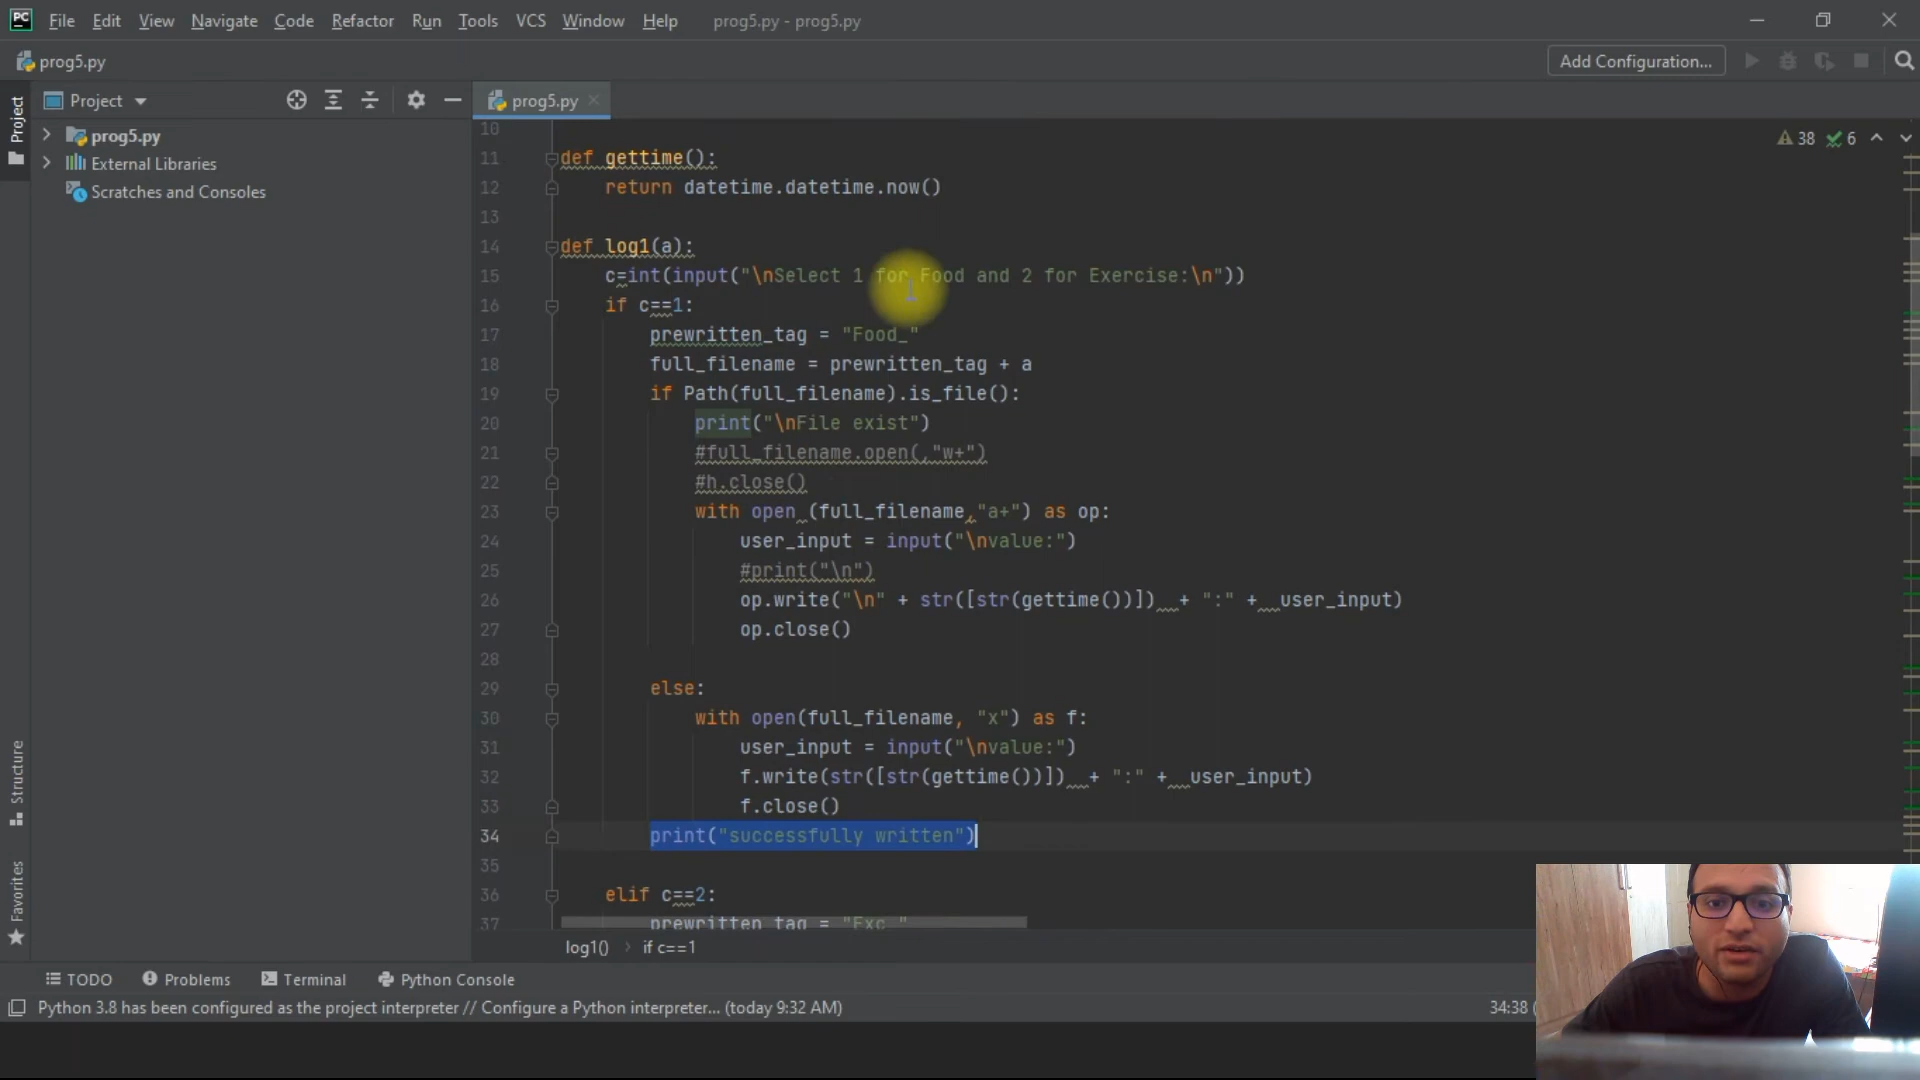 PC File Edit View Navigate Code Refactor Run Tools VCS Window Help prog5.py - prog5.py
prog5.py Add Configuration...
Project Project prog5.py
prog5.py
External Libraries
Scratches and Consoles
38 6
10
11 def gettime():
12 return datetime.datetime.now()
13
14 def log1(a):
15 c=int(input("\nSelect 1 for Food and 2 for Exercise:\n"))
16 if c==1:
17 prewritten_tag = "Food_"
18 full_filename = prewritten_tag + a
19 if Path(full_filename).is_file():
20 print("\nFile exist")
21 #full_filename.open(,"w+")
22 #h.close()
23 with open (full_filename,"a+") as op:
24 user_input = input("\nvalue:")
25 #print("\n")
26 op.write("\n" + str([str(gettime())])  + ":" +  user_input)
27 op.close()
28
29 else:
30 with open(full_filename, "x") as f:
31 user_input = input("\nvalue:")
32 f.write(str([str(gettime())])  + ":" +  user_input)
33 f.close()
34 print("successfully written")
35
36 elif c==2:
37 prewritten_tag = "Exc_"
Structure
Favorites
log1() if c==1
TODO Problems Terminal Python Console
Python 3.8 has been configured as the project interpreter // Configure a Python interpreter... (today 9:32 AM) 34:38 (